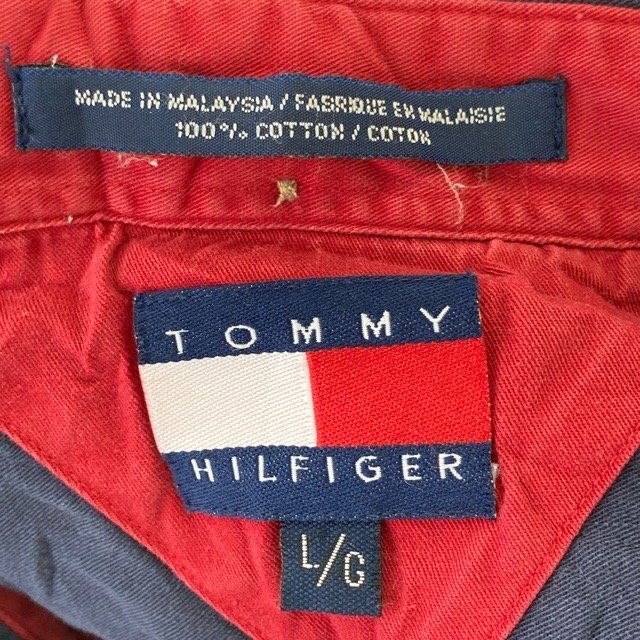 MADE IN MALAYSIA / FABRIQUE EN MALAISIE
100% COTTON / COTON
TOMMY
HILFIGER
L/G